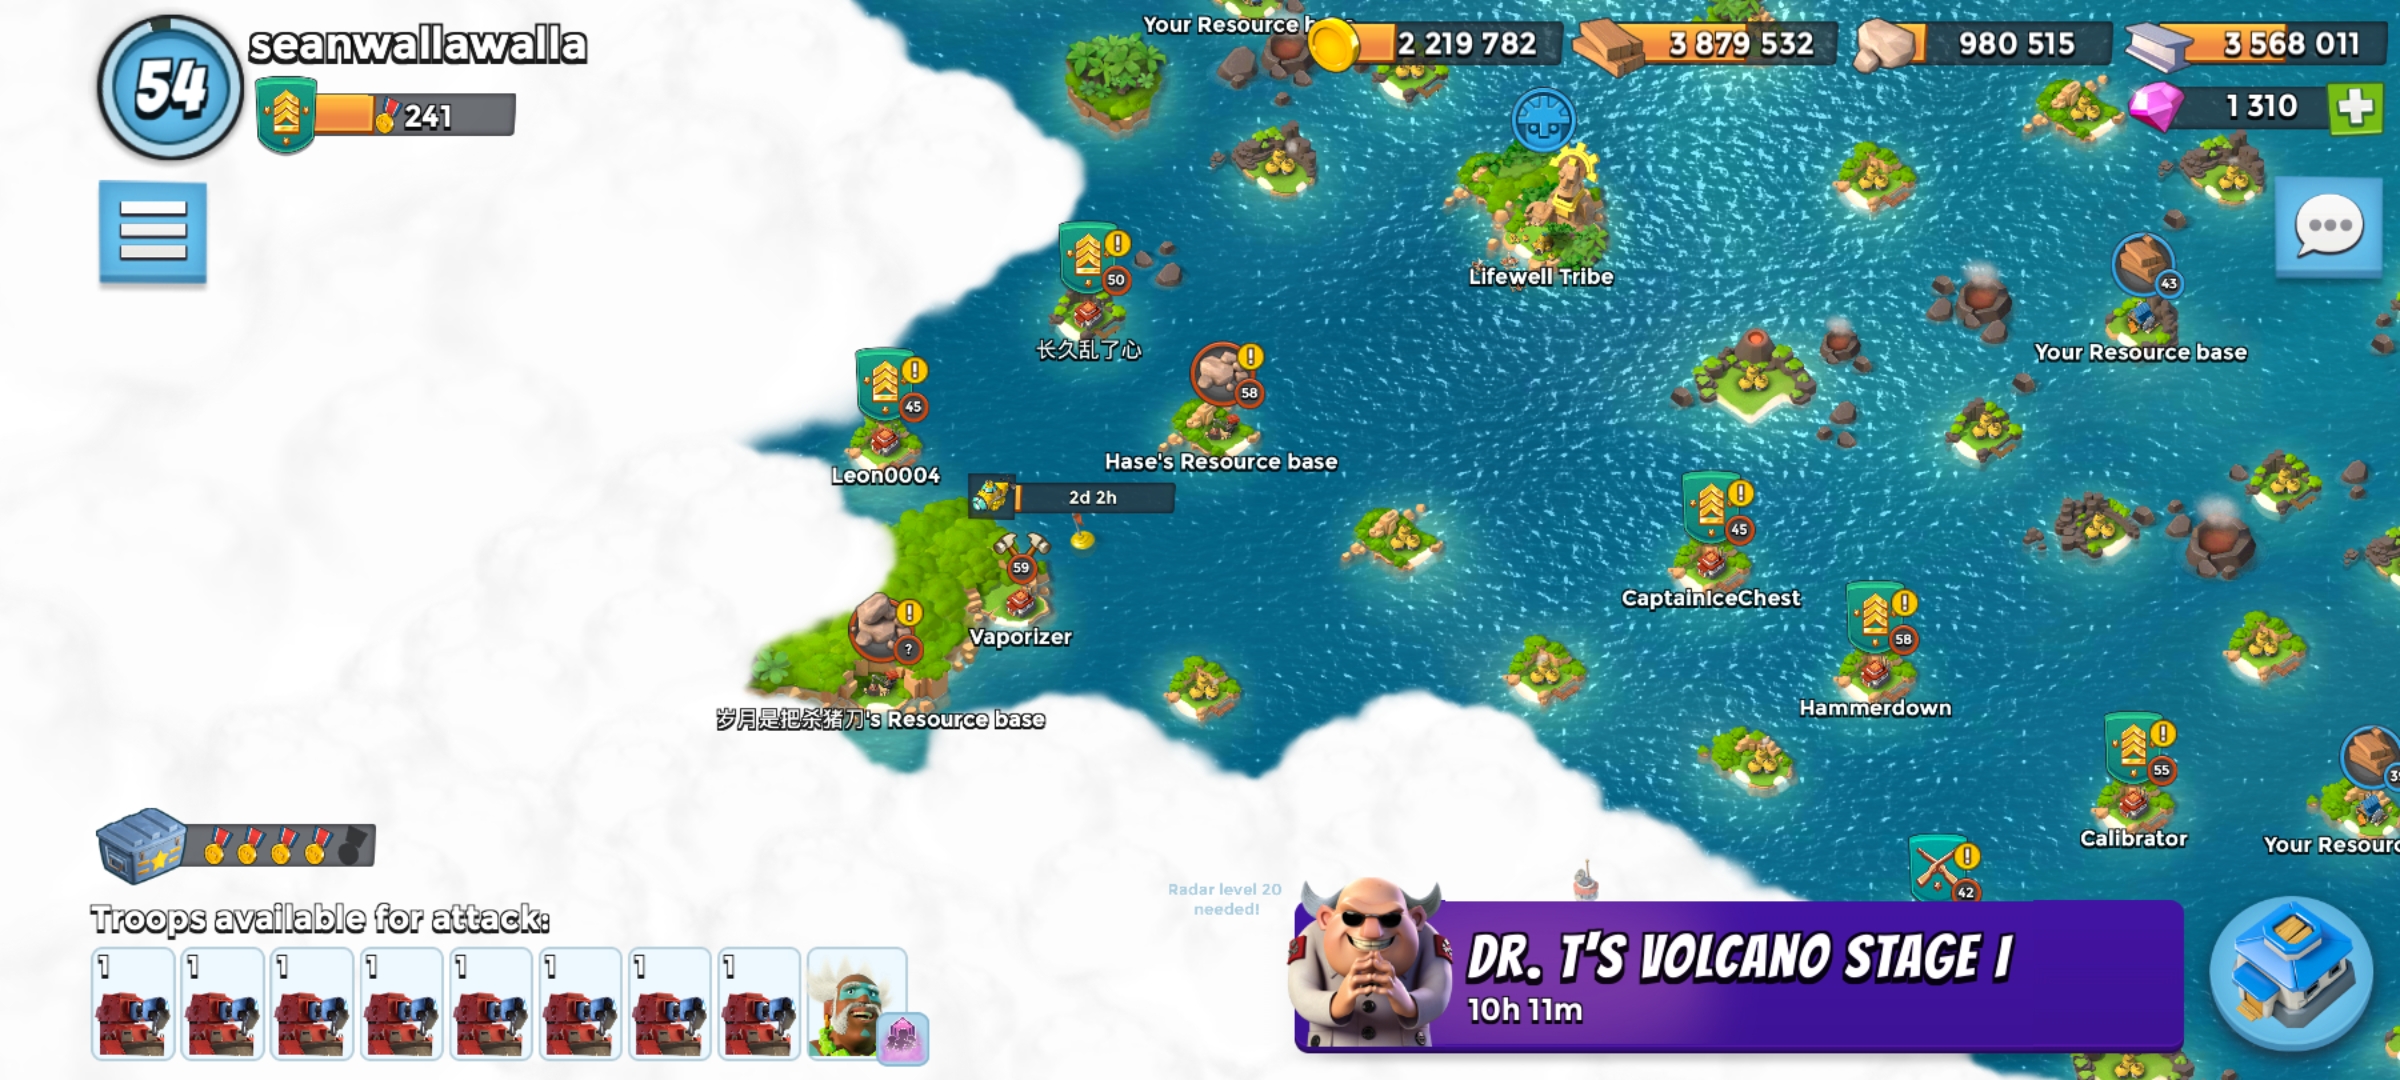 54
seanwallawalla
241
Your Resource b
2 219 782
3 879 532
980 515
3 568 011
1 310
Lifewell Tribe
50
长久乱了心
43
Your Resource base
45
Leon0004
58
Hase's Resource base
2d 2h
45
CaptainIceChest
59
Vaporizer
58
Hammerdown
?
岁月是把杀猪刀's Resource base
55
Calibrator
39
Your Resourc
42
Radar level 20
needed!
Troops available for attack:
1
1
1
1
1
1
1
1
DR. T'S VOLCANO STAGE I
10h 11m